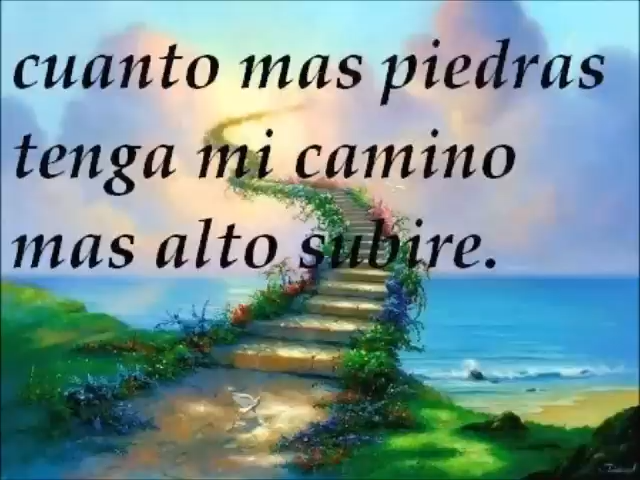 cuanto mas piedras
tenga mi camino
mas alto subire.